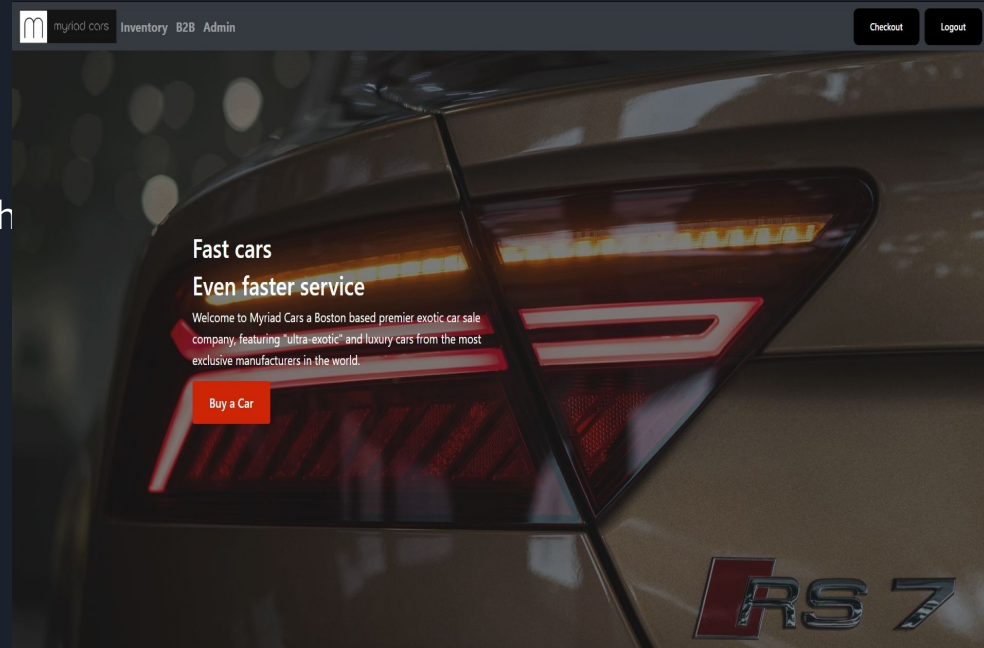 myriad cars Inventory B2B Admin Checkout Logout
h
Fast cars
Even faster service
Welcome to Myriad Cars a Boston based premier exotic car sale
company, featuring "ultra-exotic" and luxury cars from the most
exclusive manufacturers in the world.
Buy a Car
RS 7